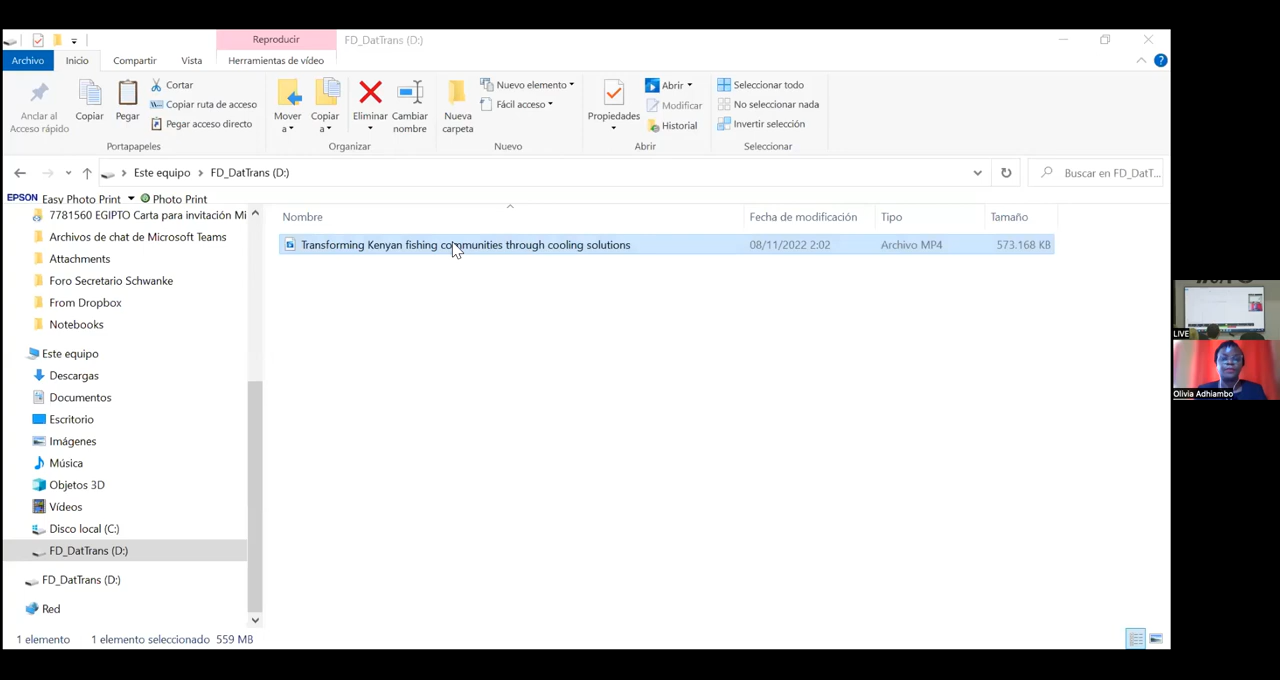 Reproducir
FD_DatTrans (D:)
Archivo
Inicio
Compartir
Vista
Herramientas de vídeo
Anclar al
Acceso rápido
Copiar
Pegar
Cortar
Copiar ruta de acceso
Pegar acceso directo
Portapapeles
Mover
a
Copiar
a
Eliminar
Cambiar
nombre
Organizar
Nueva
carpeta
Nuevo elemento
Fácil acceso
Nuevo
Propiedades
Abrir
Modificar
Historial
Abrir
Seleccionar todo
No seleccionar nada
Invertir selección
Seleccionar
Este equipo > FD_DatTrans (D:)
Buscar en FD_DatT...
EPSON Easy Photo Print
Photo Print
7781560 EGIPTO Carta para invitación Mi
Archivos de chat de Microsoft Teams
Attachments
Foro Secretario Schwanke
From Dropbox
Notebooks
Este equipo
Descargas
Documentos
Escritorio
Imágenes
Música
Objetos 3D
Vídeos
Disco local (C:)
FD_DatTrans (D:)
FD_DatTrans (D:)
Red
Nombre
Fecha de modificación
Tipo
Tamaño
Transforming Kenyan fishing communities through cooling solutions
08/11/2022 2:02
Archivo MP4
573.168 KB
1 elemento
1 elemento seleccionado 559 MB
LIVE
Olivia Adhiambo